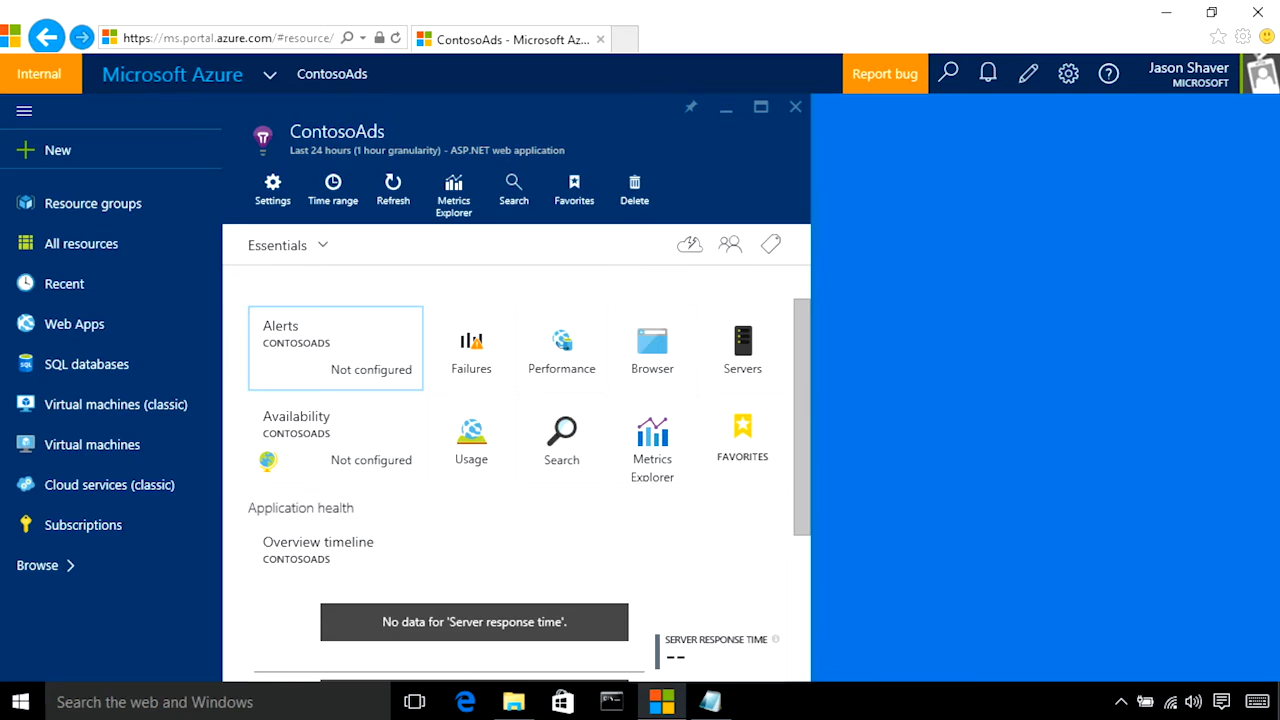 https://ms.portal.azure.com/#resource/
ContosoAds - Microsoft Az...
Internal
Microsoft Azure
ContosoAds
Report bug
Jason Shaver
MICROSOFT
New
Resource groups
All resources
Recent
Web Apps
SQL databases
Virtual machines (classic)
Virtual machines
Cloud services (classic)
Subscriptions
Browse
ContosoAds
Last 24 hours (1 hour granularity) - ASP.NET web application
Settings
Time range
Refresh
Metrics
Explorer
Search
Favorites
Delete
Essentials
Alerts
CONTOSOADS
Not configured
Failures
Performance
Browser
Servers
Availability
CONTOSOADS
Not configured
Usage
Search
Metrics
Explorer
FAVORITES
Application health
Overview timeline
CONTOSOADS
No data for 'Server response time'.
SERVER RESPONSE TIME
--
Search the web and Windows